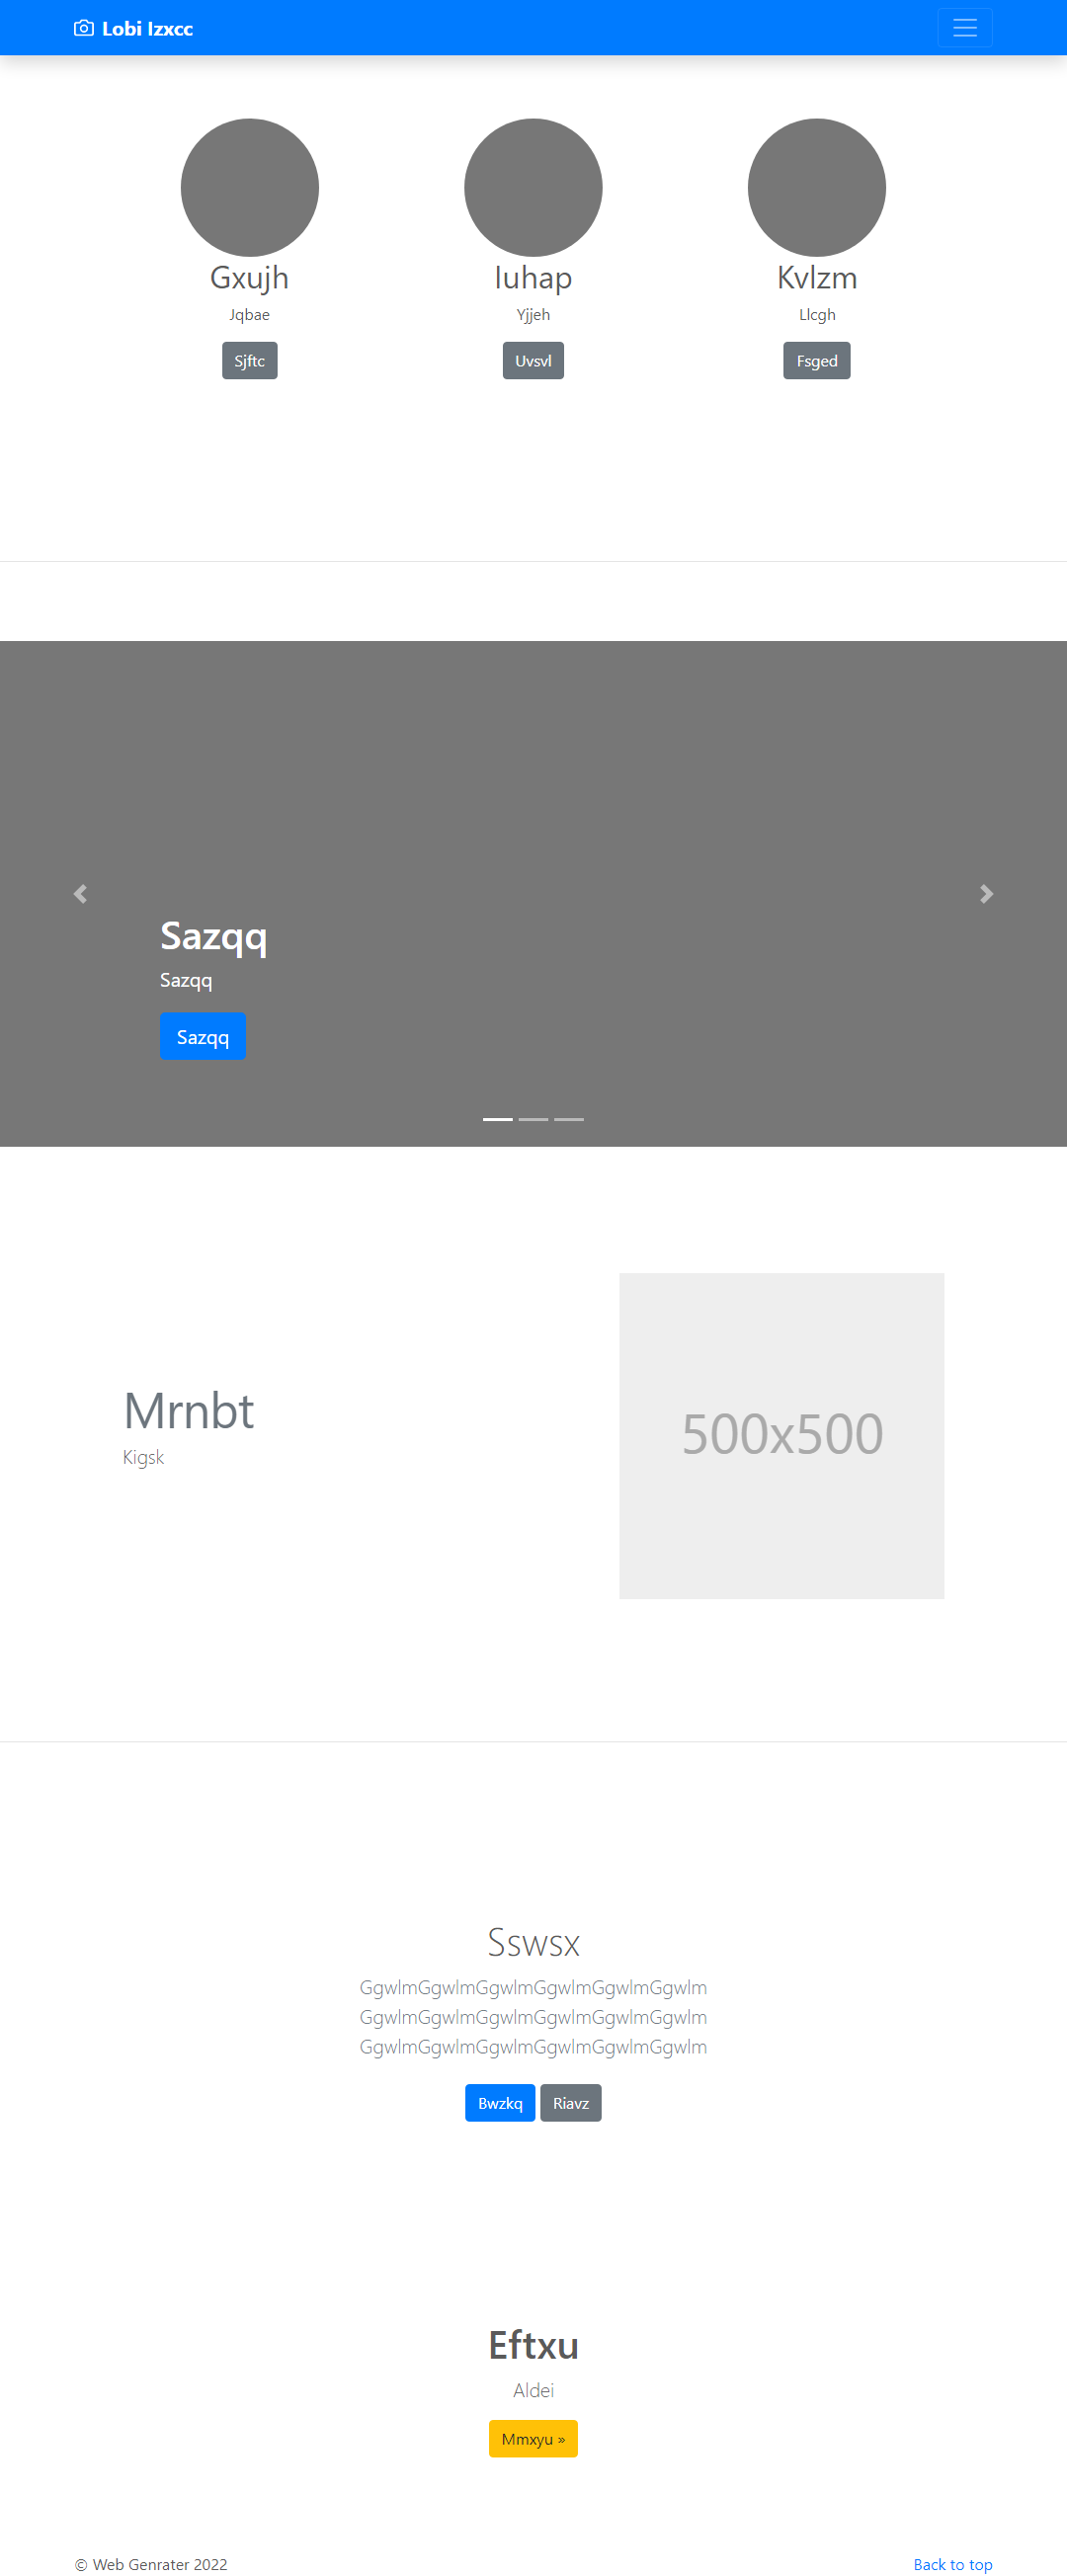 Lobi Izxcc
Gxujh
Iuhap
Kvlzm
Jqbae
Yjjeh
Llcgh
Sjftc
Uvsvl
Fsged
Sazqq
Sazqq
Sazqq
Mrnbt
Kigsk
500x500
Sswsx
GgwlmGgwlmGgwlmGgwlmGgwlmGgwlm
GgwlmGgwlmGgwlmGgwlmGgwlmGgwlm
GgwlmGgwlmGgwlmGgwlmGgwlmGgwlm
Bwzkq
Riavz
Eftxu
Aldei
Mmxyu »
© Web Genrater 2022
Back to top